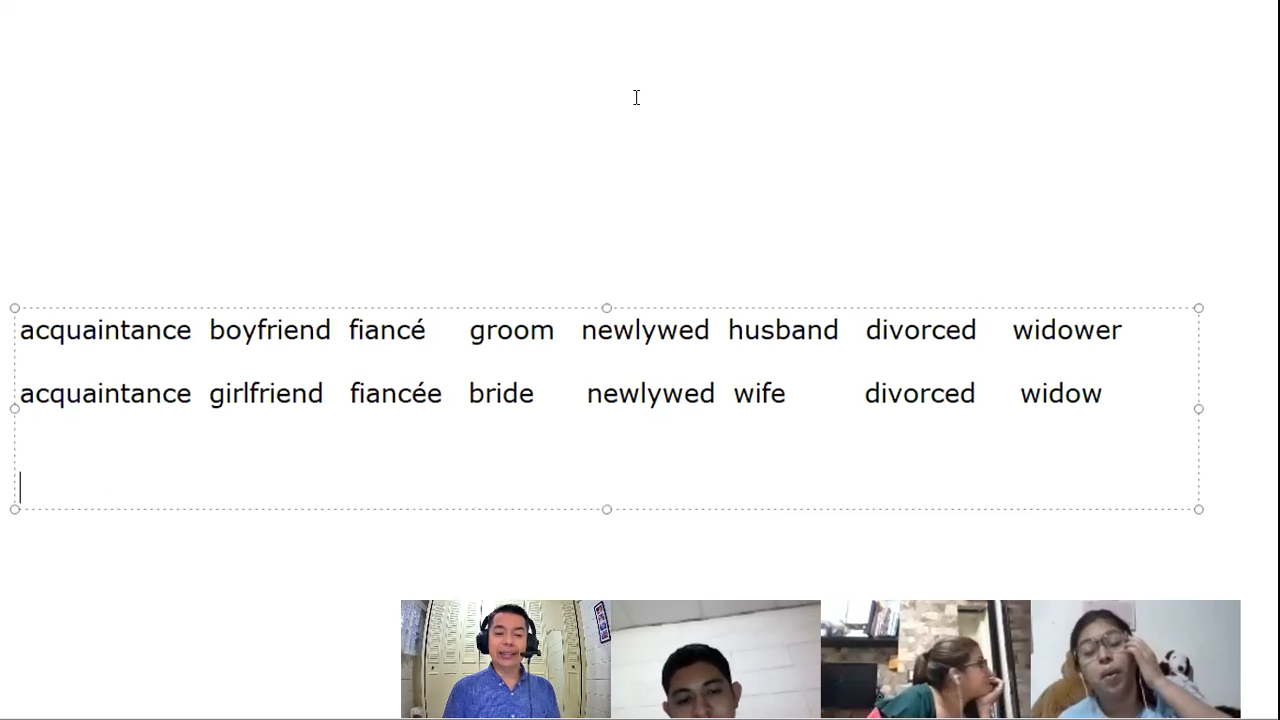 acquaintance boyfriend fiancé groom newlywed husband divorced widower
acquaintance girlfriend fiancée bride newlywed wife divorced widow